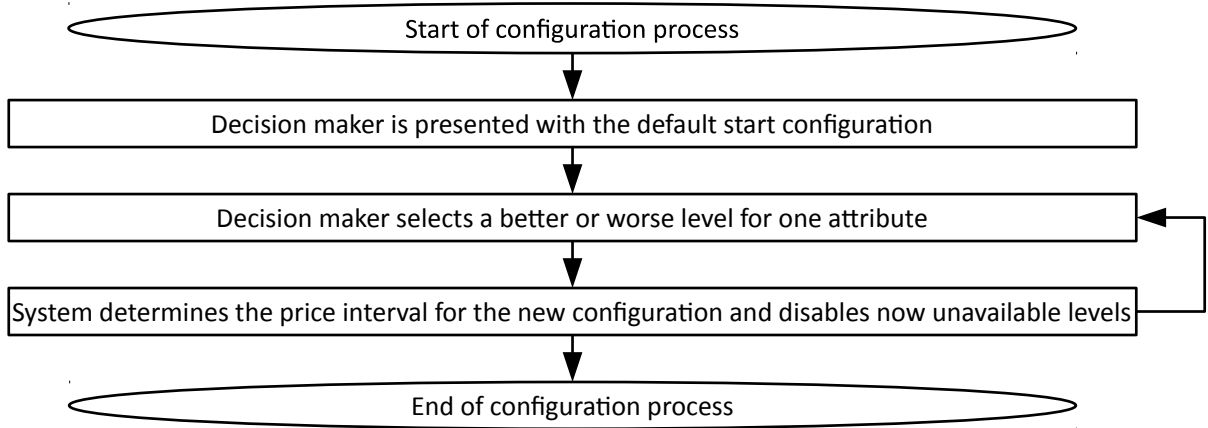 Start of configuration process
Decision maker is presented with the default start configuration
Decision maker selects a better or worse level for one attribute
System determines the price interval for the new configuration and disables now unavailable levels
End of configuration process